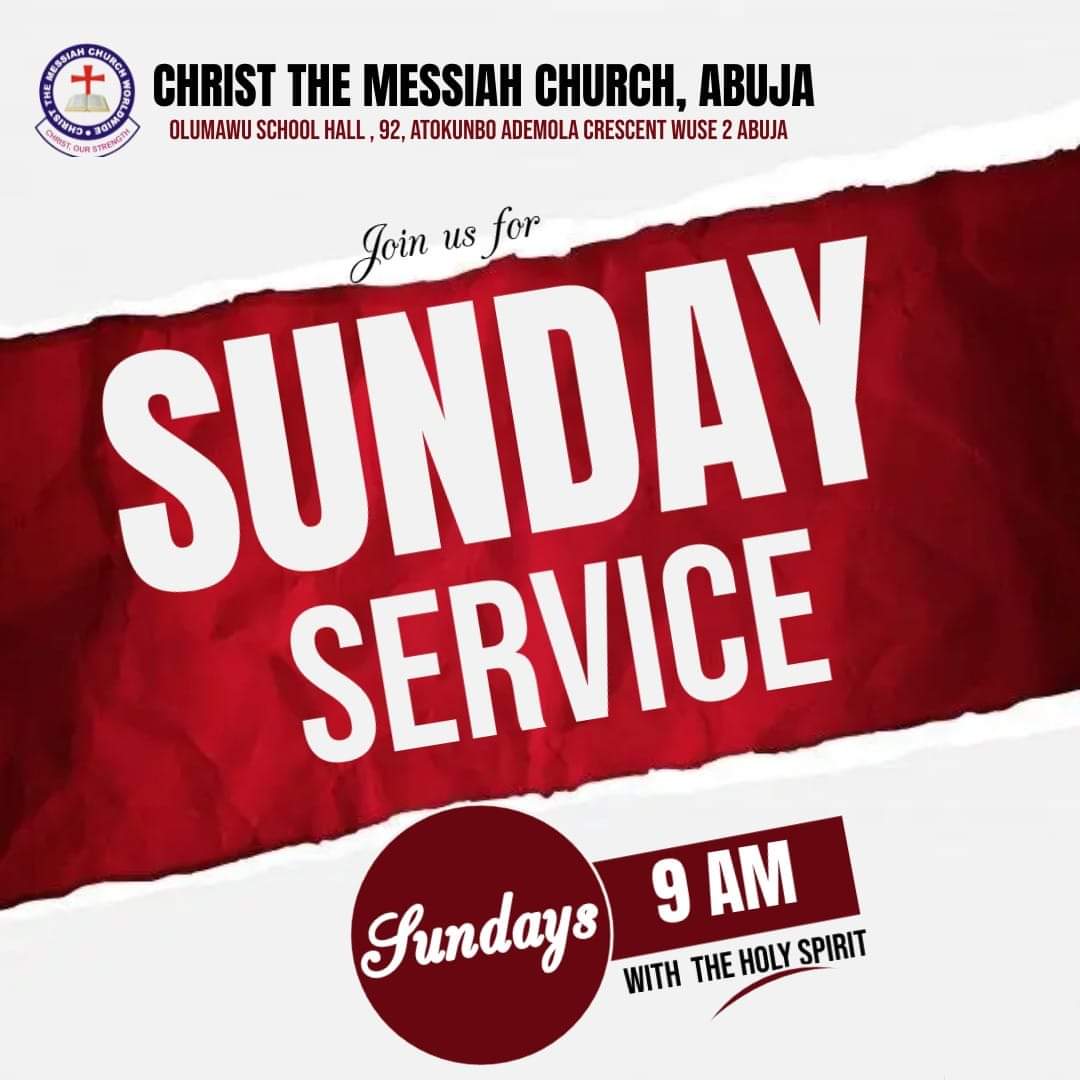 CHRIST THE MESSIAH CHURCH WORLDWIDE
CHRIST, OUR STRENGTH
CHRIST THE MESSIAH CHURCH, ABUJA
OLUMAWU SCHOOL HALL , 92, ATOKUNBO ADEMOLA CRESCENT WUSE 2 ABUJA
Join us for
SUNDAY
SERVICE
Sundays
9 AM
WITH THE HOLY SPIRIT